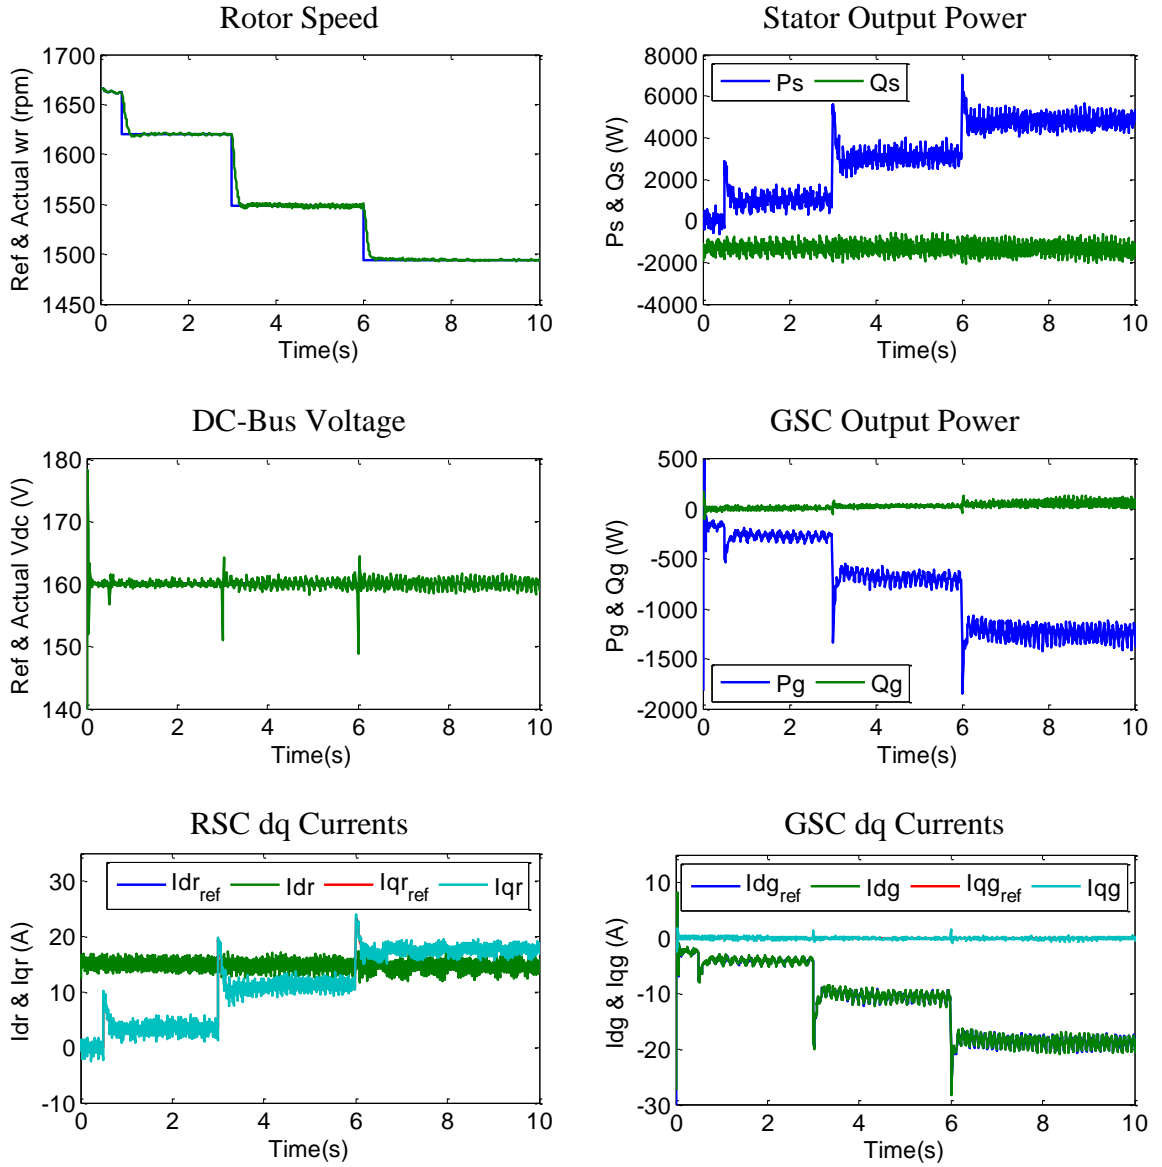 Rotor Speed
Ref & Actual wr (rpm)
1700
1650
1600
1550
1500
1450
0 2 4 6 8 10
Time(s)
Stator Output Power
Ps & Qs (W)
Ps Qs
8000
6000
4000
2000
0
-2000
-4000
0 2 4 6 8 10
Time(s)
DC-Bus Voltage
Ref & Actual Vdc (V)
180
170
160
150
140
0 2 4 6 8 10
Time(s)
GSC Output Power
Pg & Qg (W)
500
0
-500
-1000
-1500
-2000
Pg Qg
0 2 4 6 8 10
Time(s)
RSC dq Currents
Idr & Iqr (A)
Idr_ref Idr Iqr_ref Iqr
30
20
10
0
-10
0 2 4 6 8 10
Time(s)
GSC dq Currents
Idg & Iqg (A)
Idg_ref Idg Iqg_ref Iqg
10
0
-10
-20
-30
0 2 4 6 8 10
Time(s)